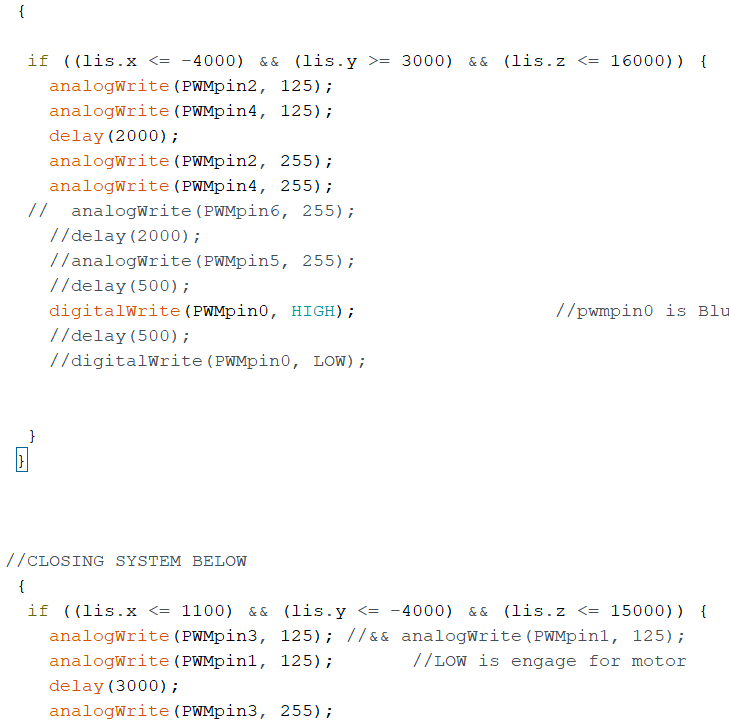 {
if ((lis.x <= -4000) && (lis.y >= 3000) && (lis.z <= 16000)) {
analogWrite(PWMpin2, 125);
analogWrite(PWMpin4, 125);
delay(2000);
analogWrite(PWMpin2, 255);
analogWrite(PWMpin4, 255);
//  analogWrite(PWMpin6, 255);
//delay(2000);
//analogWrite(PWMpin5, 255);
//delay(500);
digitalWrite(PWMpin0, HIGH); //pwmpin0 is Blu
//delay(500);
//digitalWrite(PWMpin0, LOW);
}
}
//CLOSING SYSTEM BELOW
{
if ((lis.x <= 1100) && (lis.y <= -4000) && (lis.z <= 15000)) {
analogWrite(PWMpin3, 125); //&& analogWrite(PWMpin1, 125);
analogWrite(PWMpin1, 125); //LOW is engage for motor
delay(3000);
analogWrite(PWMpin3, 255);